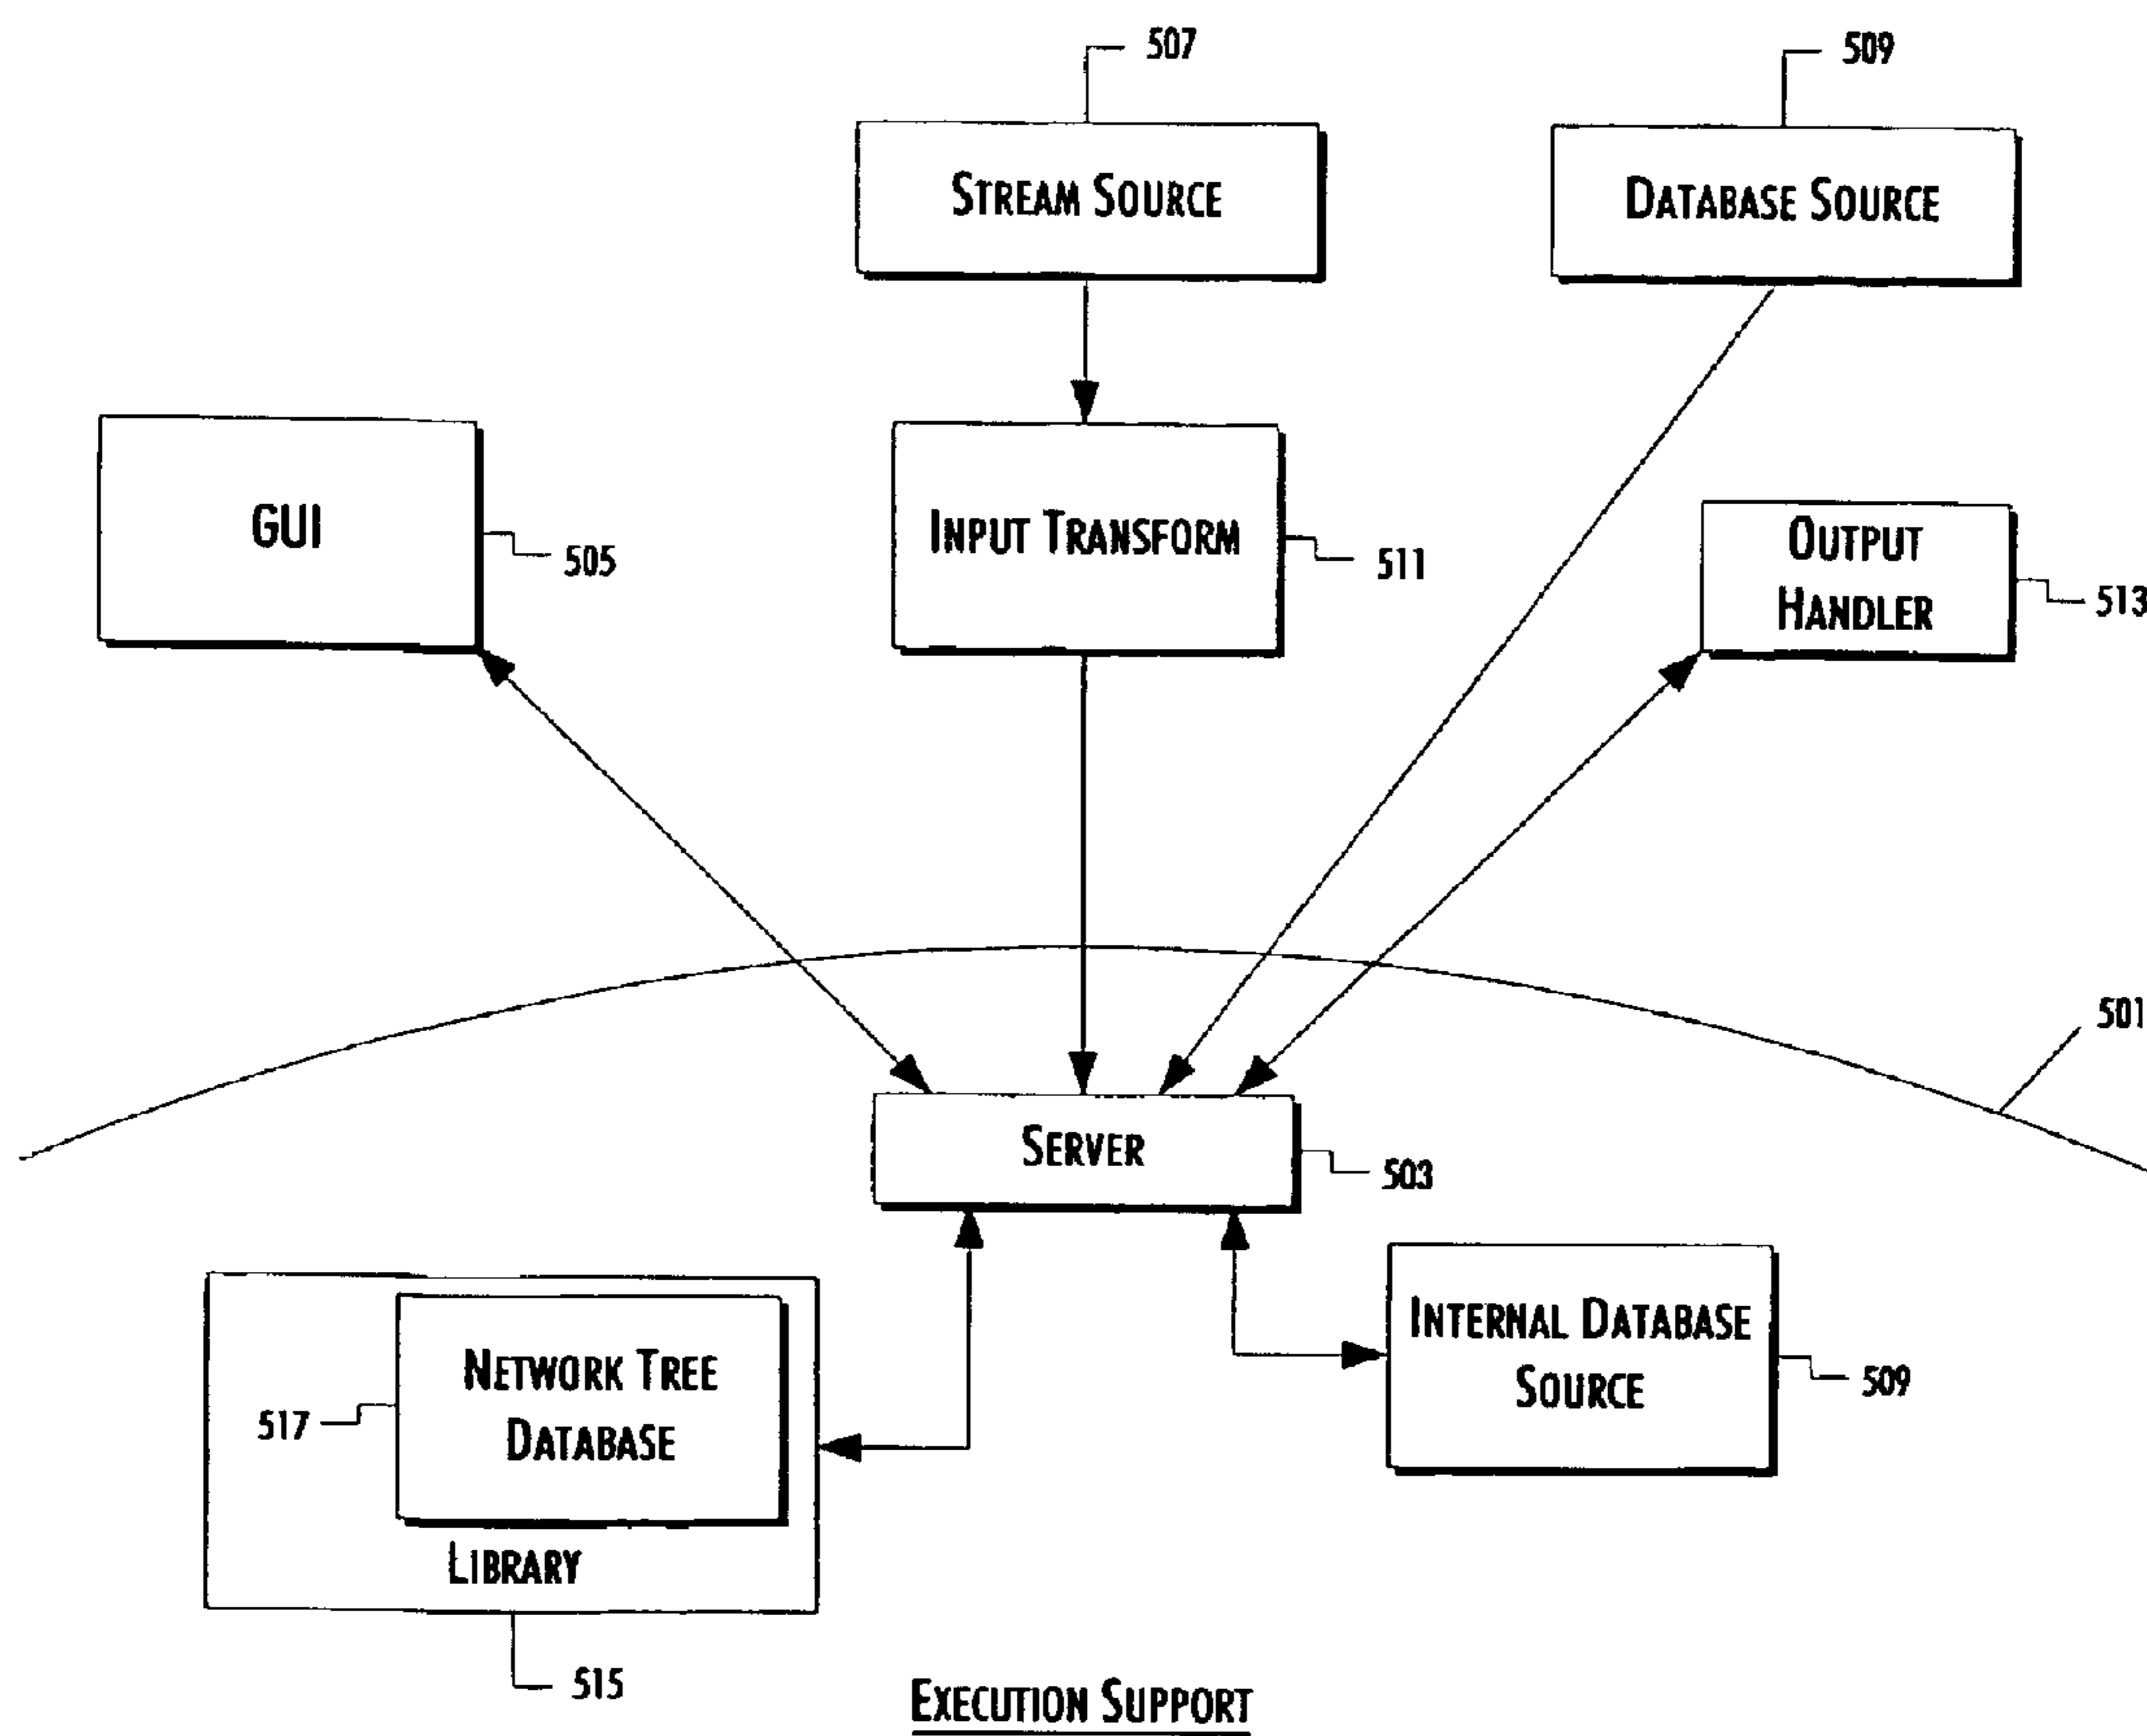 507
509
STREAM SOURCE
DATABASE SOURCE
GUI
505
INPUT TRANSFORM
511
OUTPUT
HANDLER
513
501
SERVER
503
INTERNAL DATABASE
SOURCE
509
NETWORK TREE
DATABASE
517
LIBRARY
515
EXECUTION SUPPORT